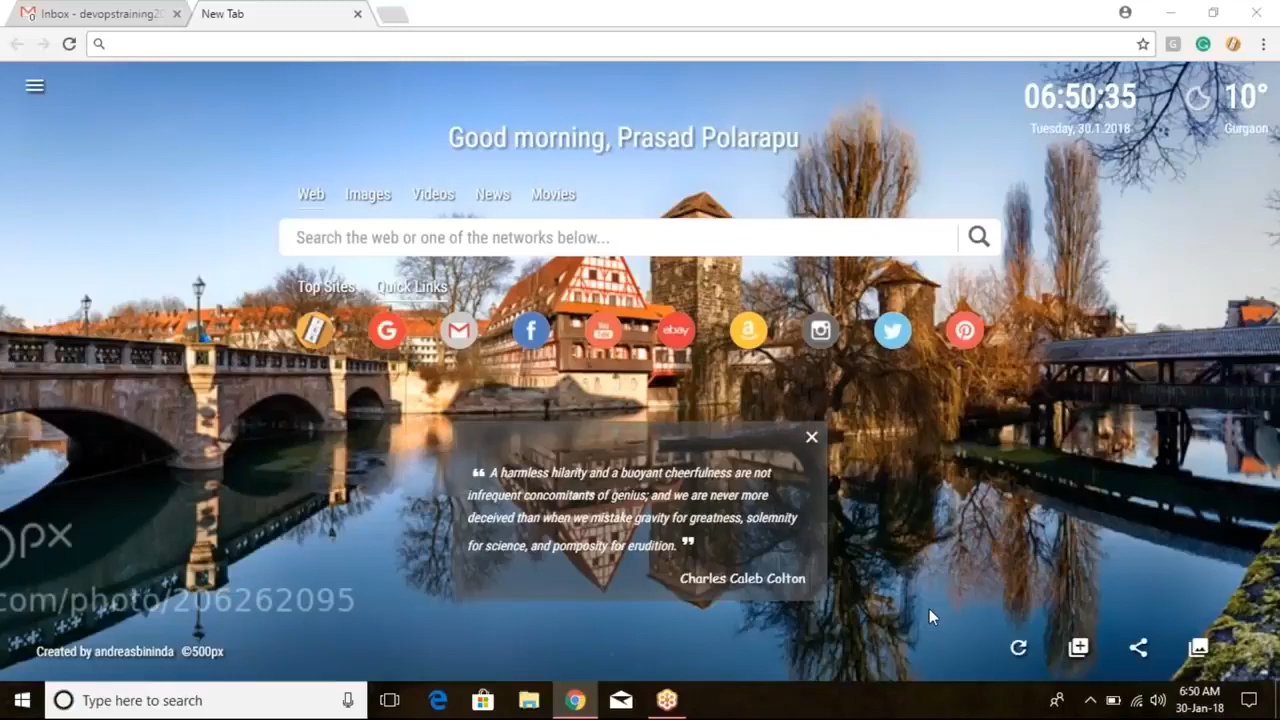 Inbox - devopstraining20
New Tab
06:50:35
10°
Tuesday, 30.1.2018
Gurgaon
Good morning, Prasad Polarapu
Web Images Videos News Movies
Search the web or one of the networks below...
Top Sites Quick Links
G f You Tube ebay a
❝ A harmless hilarity and a buoyant cheerfulness are not
infrequent concomitants of genius; and we are never more
deceived than when we mistake gravity for greatness, solemnity
for science, and pomposity for erudition. ❞
Charles Caleb Colton
px
com/photo/206262095
Created by andreasbininda ©500px
Type here to search
6:50 AM
30-Jan-18